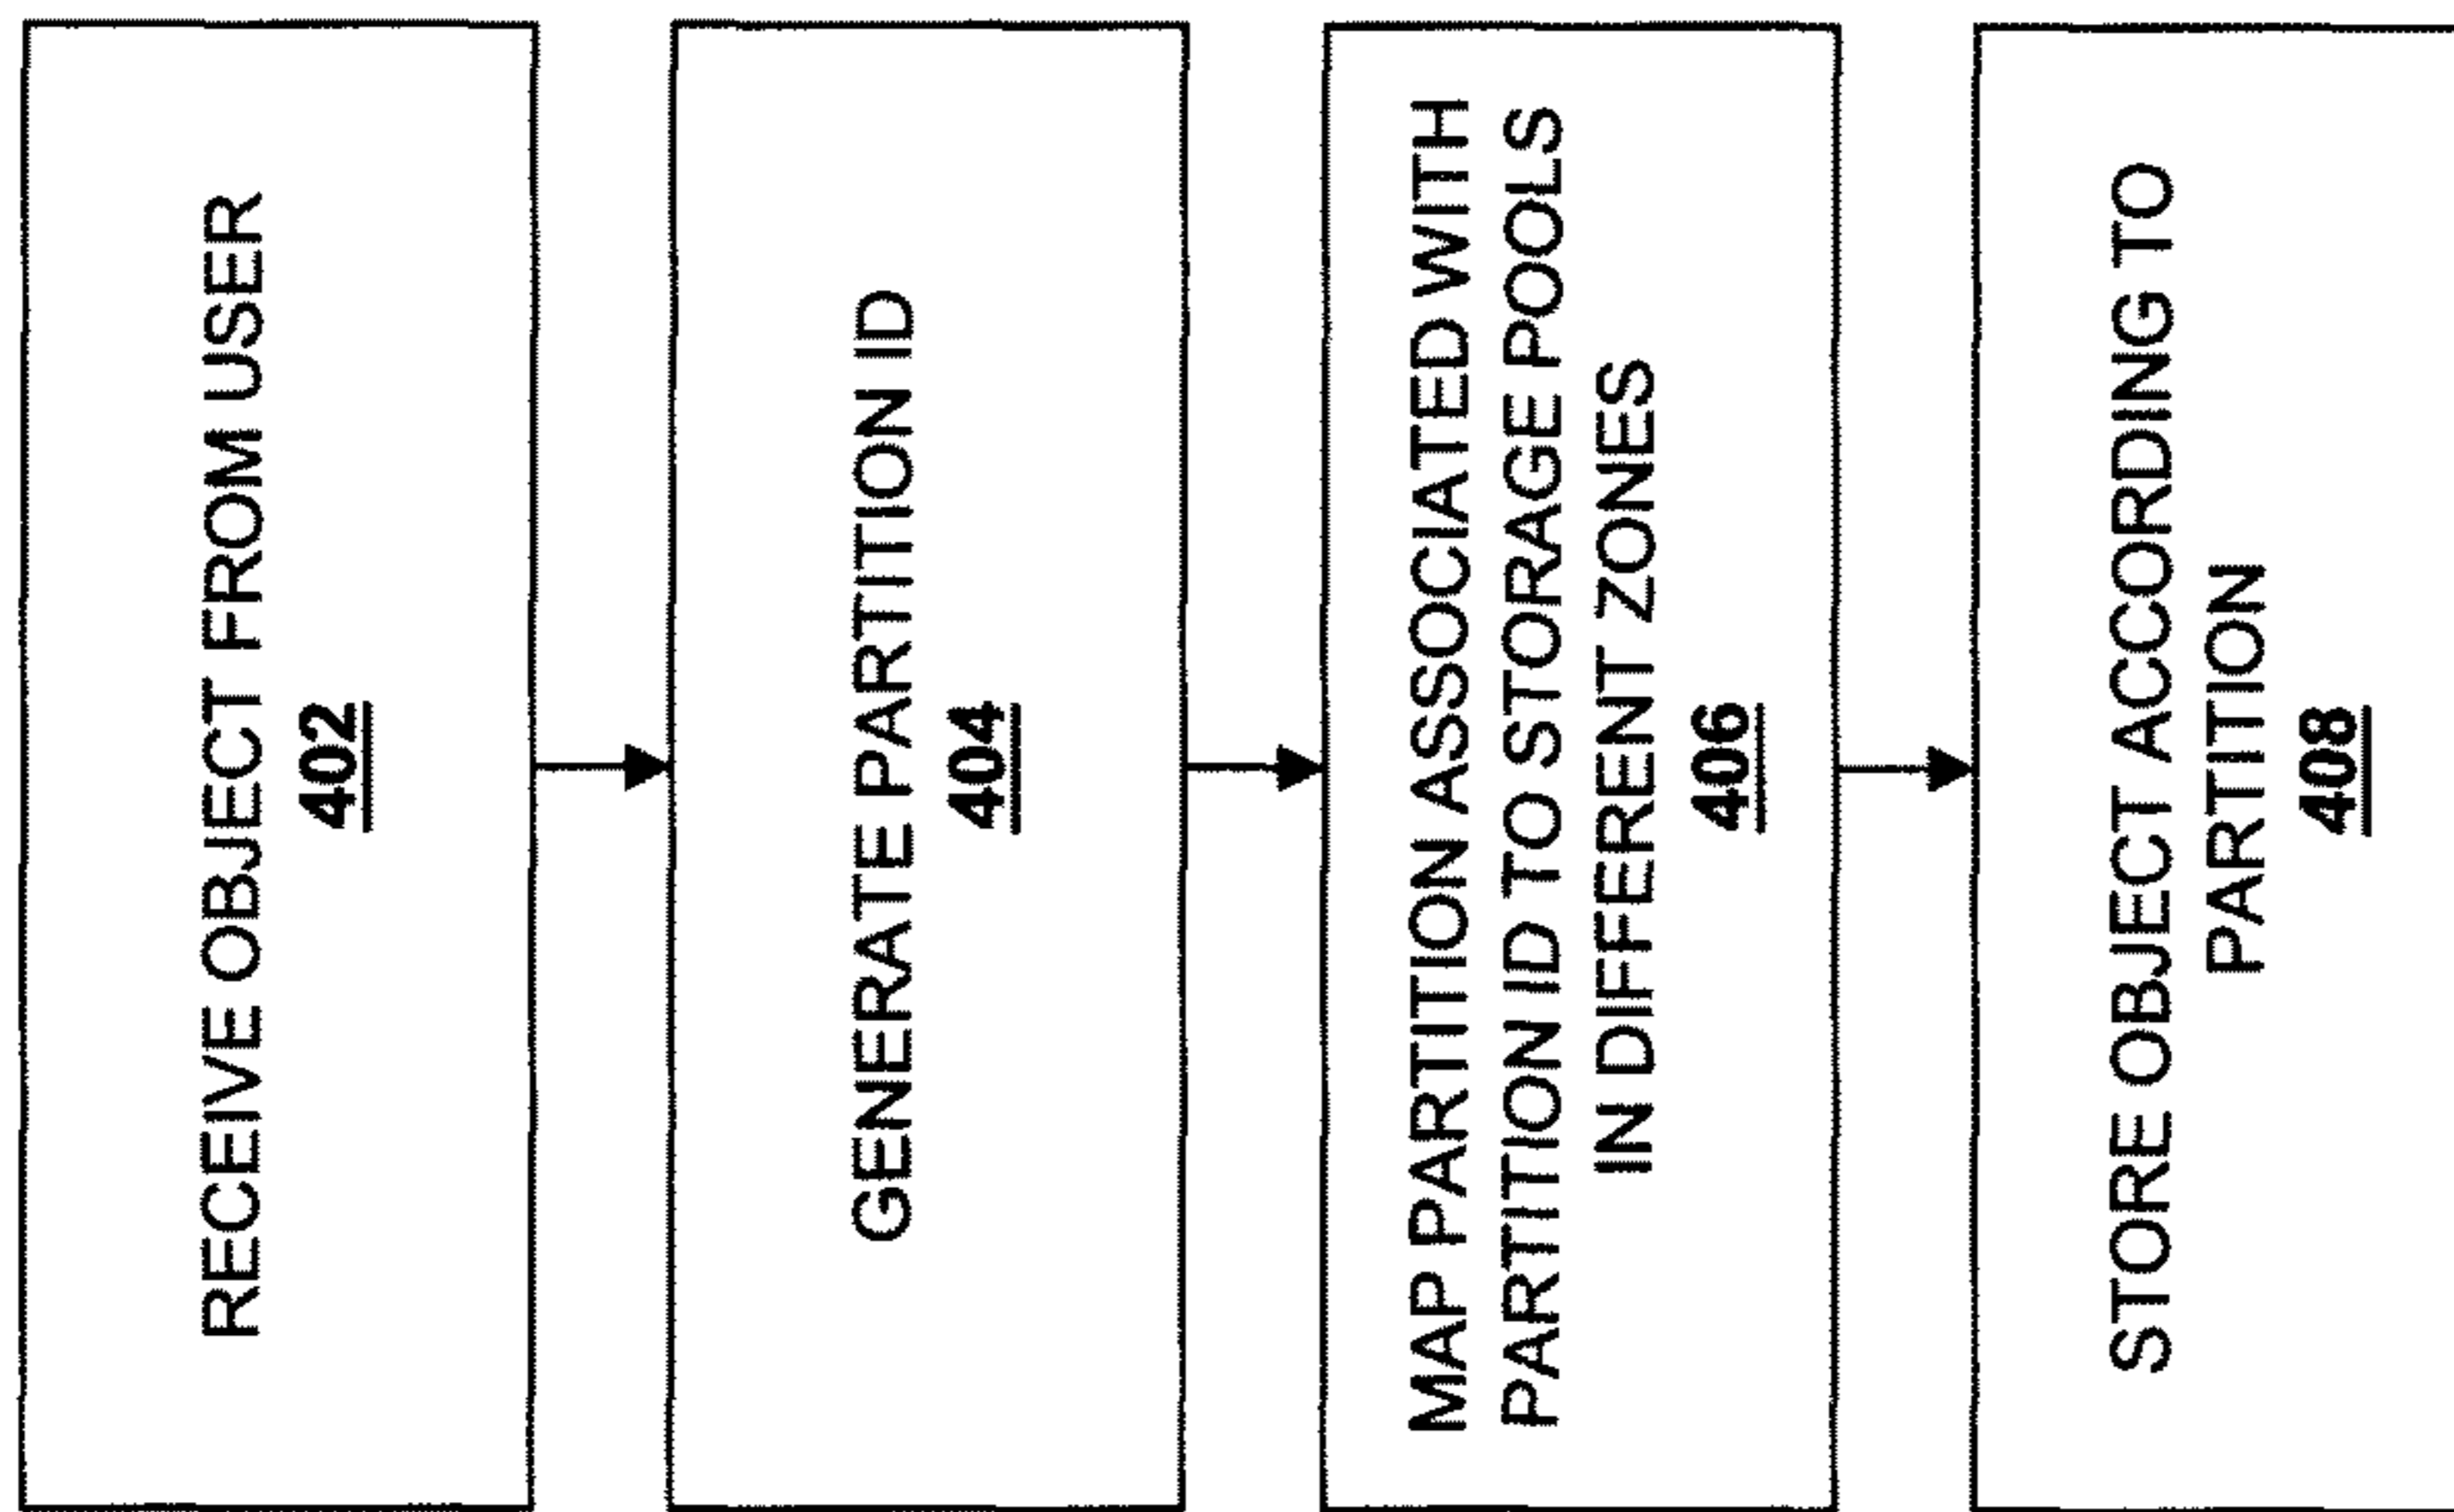 RECEIVE OBJECT FROM USER
402
GENERATE PARTITION ID
404
MAP PARTITION ASSOCIATED WITH
PARTITION ID TO STORAGE POOLS
IN DIFFERENT ZONES
406
STORE OBJECT ACCORDING TO
PARTITION
408